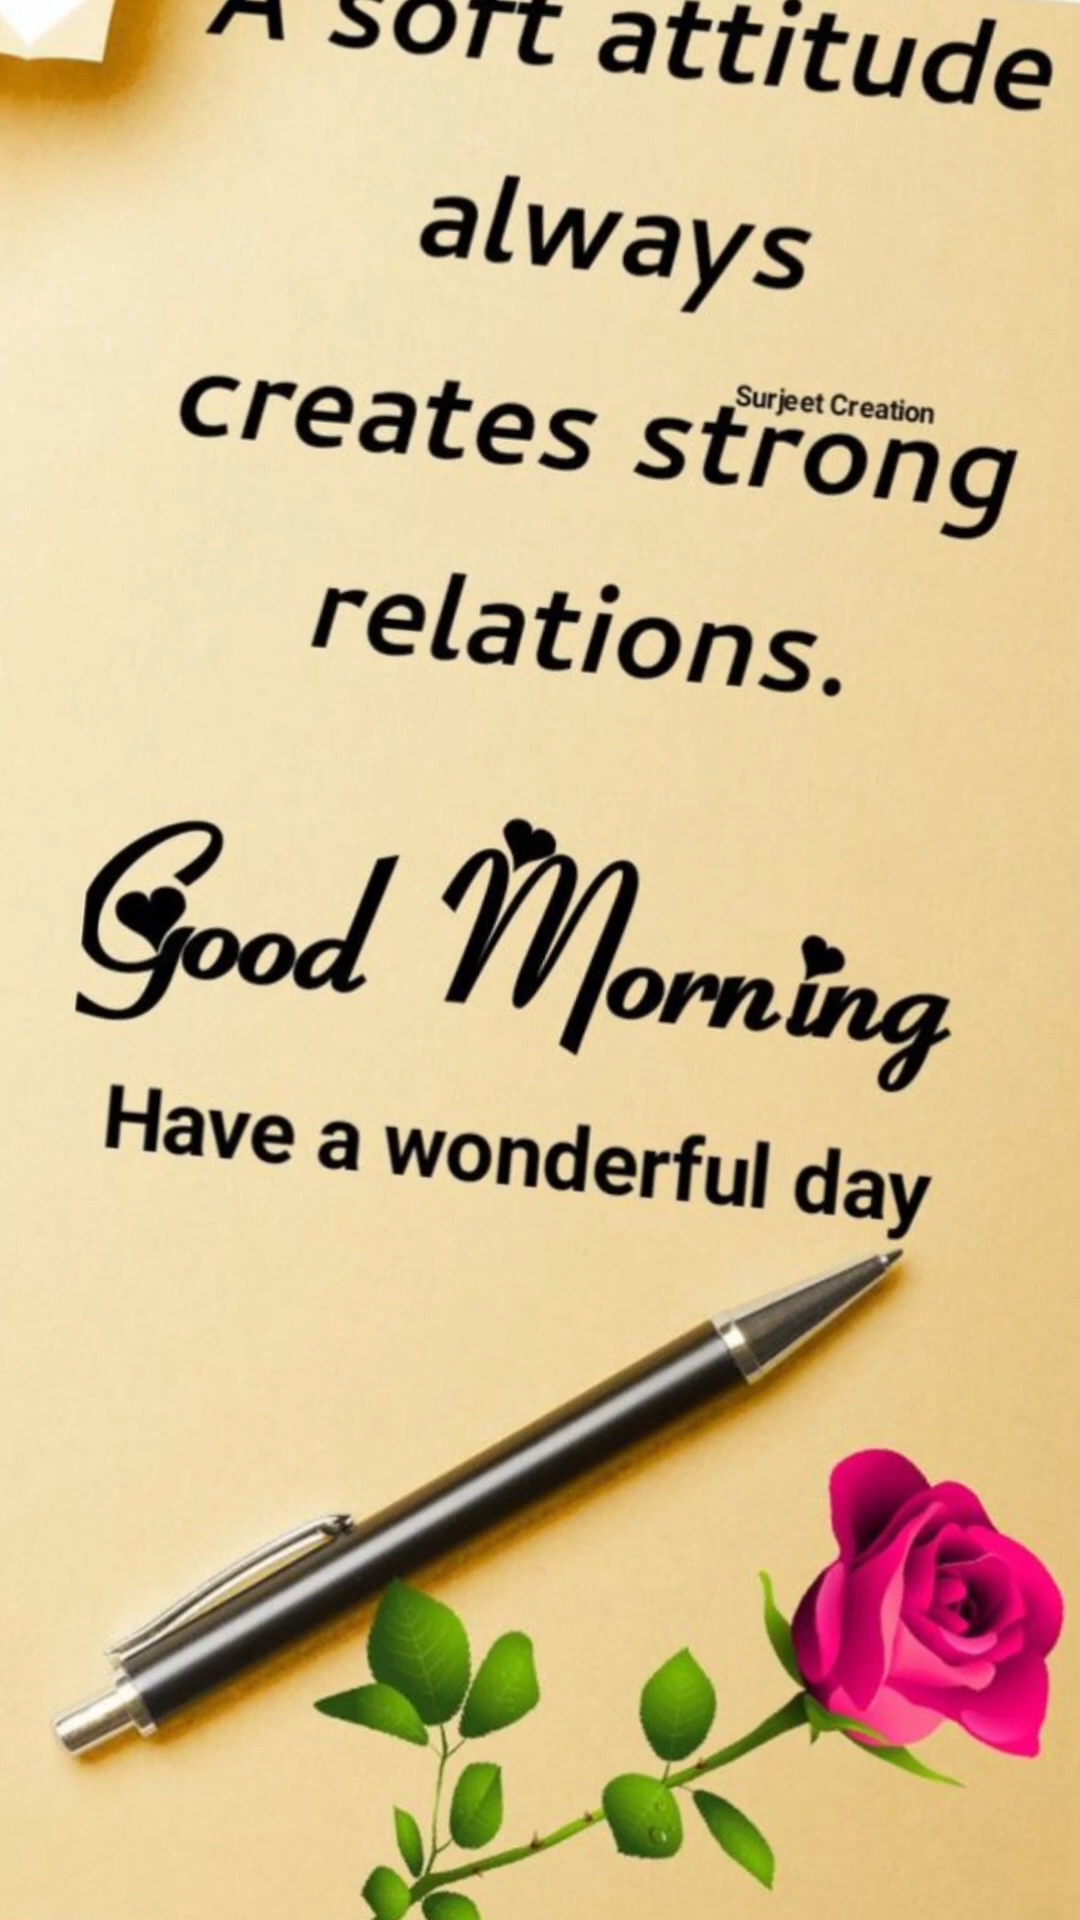 A soft attitude
always
Surjeet Creation
creates strong
relations.
Good Morning
Have a wonderful day